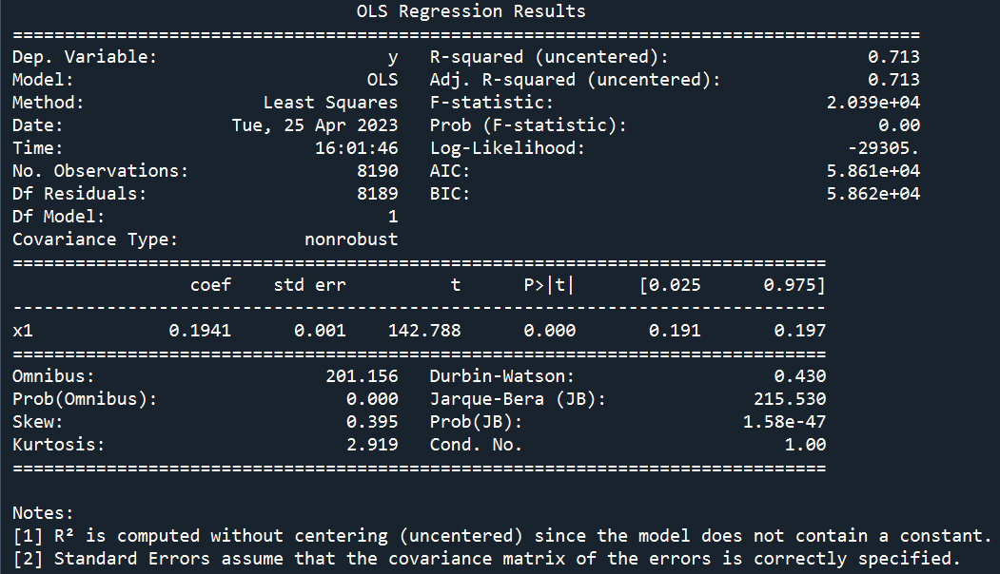 OLS Regression Results
=======================================================================================
Dep. Variable:                      y   R-squared (uncentered):                   0.713
Model:                            OLS   Adj. R-squared (uncentered):              0.713
Method:                 Least Squares   F-statistic:                          2.039e+04
Date:                Tue, 25 Apr 2023   Prob (F-statistic):                        0.00
Time:                        16:01:46   Log-Likelihood:                         -29305.
No. Observations:                8190   AIC:                                  5.861e+04
Df Residuals:                    8189   BIC:                                  5.862e+04
Df Model:                           1
Covariance Type:            nonrobust
==============================================================================
                 coef    std err          t      P>|t|      [0.025      0.975]
------------------------------------------------------------------------------
x1             0.1941      0.001    142.788      0.000       0.191       0.197
==============================================================================
Omnibus:                      201.156   Durbin-Watson:                   0.430
Prob(Omnibus):                  0.000   Jarque-Bera (JB):              215.530
Skew:                           0.395   Prob(JB):                     1.58e-47
Kurtosis:                       2.919   Cond. No.                         1.00
==============================================================================
Notes:
[1] R² is computed without centering (uncentered) since the model does not contain a constant.
[2] Standard Errors assume that the covariance matrix of the errors is correctly specified.